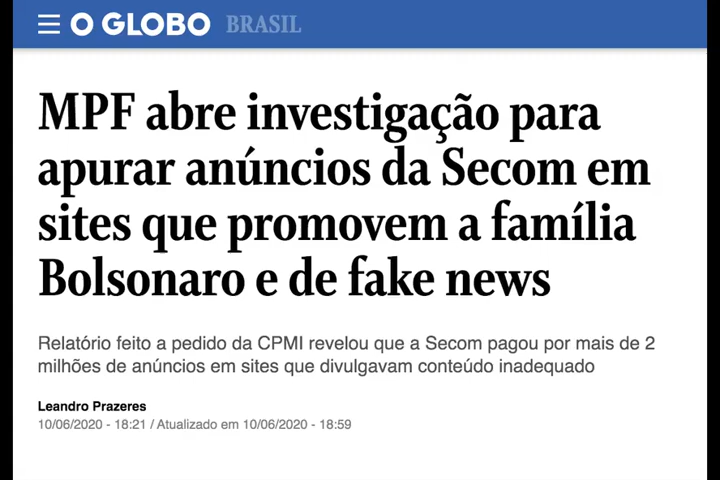 O GLOBO BRASIL
MPF abre investigação para
apurar anúncios da Secom em
sites que promovem a família
Bolsonaro e de fake news
Relatório feito a pedido da CPMI revelou que a Secom pagou por mais de 2
milhões de anúncios em sites que divulgavam conteúdo inadequado
Leandro Prazeres
10/06/2020 - 18:21 / Atualizado em 10/06/2020 - 18:59